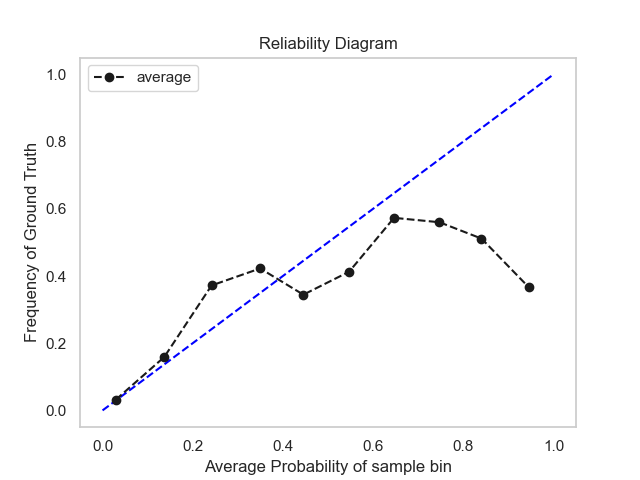 Reliability Diagram
average
Frequency of Ground Truth
1.0
0.8
0.6
0.4
0.2
0.0
0.0 0.2 0.4 0.6 0.8 1.0
Average Probability of sample bin